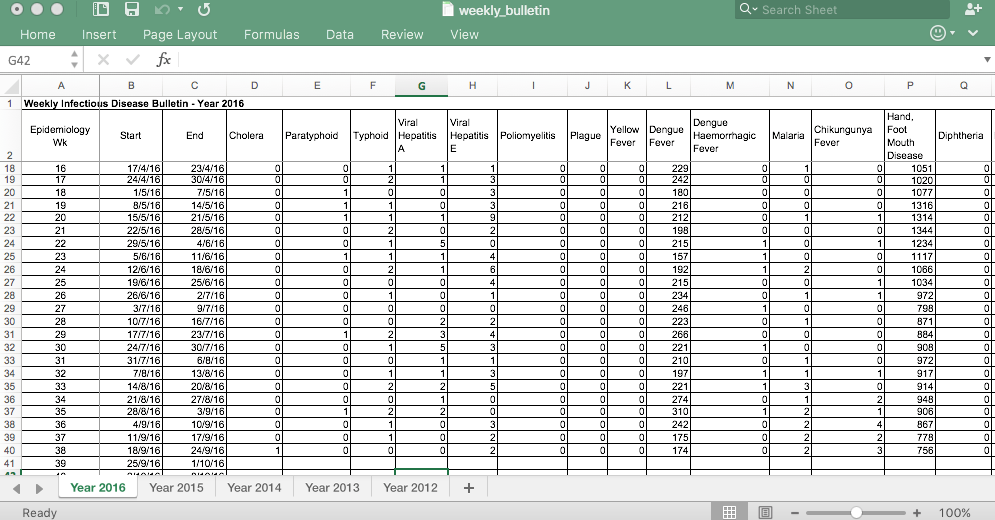 weekly_bulletin
Search Sheet
Home Insert Page Layout Formulas Data Review View
G42 fx
A B C D E F G H I J K L M N O P Q
1 Weekly Infectious Disease Bulletin - Year 2016
2 Epidemiology Wk Start End Cholera Paratyphoid Typhoid Viral Hepatitis A Viral Hepatitis E Poliomyelitis Plague Yellow Fever Dengue Fever Dengue Haemorrhagic Fever Malaria Chikungunya Fever Hand, Foot Mouth Disease Diphtheria
18 16 17/4/16 23/4/16 0 0 1 1 1 0 0 0 229 0 1 0 1051 0
19 17 24/4/16 30/4/16 0 0 2 1 3 0 0 0 242 0 0 0 1020 0
20 18 1/5/16 7/5/16 0 1 0 0 3 0 0 0 180 0 0 0 1077 0
21 19 8/5/16 14/5/16 0 1 1 0 3 0 0 0 216 0 0 0 1316 0
22 20 15/5/16 21/5/16 0 1 1 1 9 0 0 0 212 0 1 1 1314 0
23 21 22/5/16 28/5/16 0 0 2 0 2 0 0 0 198 0 0 0 1344 0
24 22 29/5/16 4/6/16 0 0 1 5 0 0 0 0 215 1 0 1 1234 0
25 23 5/6/16 11/6/16 0 1 1 1 4 0 0 0 157 1 0 0 1117 0
26 24 12/6/16 18/6/16 0 0 2 1 6 0 0 0 192 1 2 0 1066 0
27 25 19/6/16 25/6/16 0 0 0 0 4 0 0 0 215 0 0 1 1034 0
28 26 26/6/16 2/7/16 0 0 1 0 1 0 0 0 234 0 1 1 972 0
29 27 3/7/16 9/7/16 0 0 0 0 0 0 0 0 246 1 0 0 798 0
30 28 10/7/16 16/7/16 0 0 0 2 2 0 0 0 223 0 1 0 871 0
31 29 17/7/16 23/7/16 0 1 2 3 4 0 0 0 266 0 0 0 884 0
32 30 24/7/16 30/7/16 0 0 1 5 3 0 0 0 221 1 0 0 908 0
33 31 31/7/16 6/8/16 0 0 0 1 1 0 0 0 210 0 1 0 972 0
34 32 7/8/16 13/8/16 0 0 1 1 3 0 0 0 197 1 1 1 917 0
35 33 14/8/16 20/8/16 0 0 2 2 5 0 0 0 221 1 3 0 914 0
36 34 21/8/16 27/8/16 0 0 0 1 0 0 0 0 274 0 1 2 948 0
37 35 28/8/16 3/9/16 0 1 2 2 0 0 0 0 310 1 2 1 906 0
38 36 4/9/16 10/9/16 0 0 1 0 3 0 0 0 242 0 2 4 867 0
39 37 11/9/16 17/9/16 0 0 1 0 2 0 0 0 175 0 2 2 778 0
40 38 18/9/16 24/9/16 1 0 0 0 2 0 0 0 174 0 2 3 756 0
41 39 25/9/16 1/10/16
Year 2016 Year 2015 Year 2014 Year 2013 Year 2012 +
Ready 100%